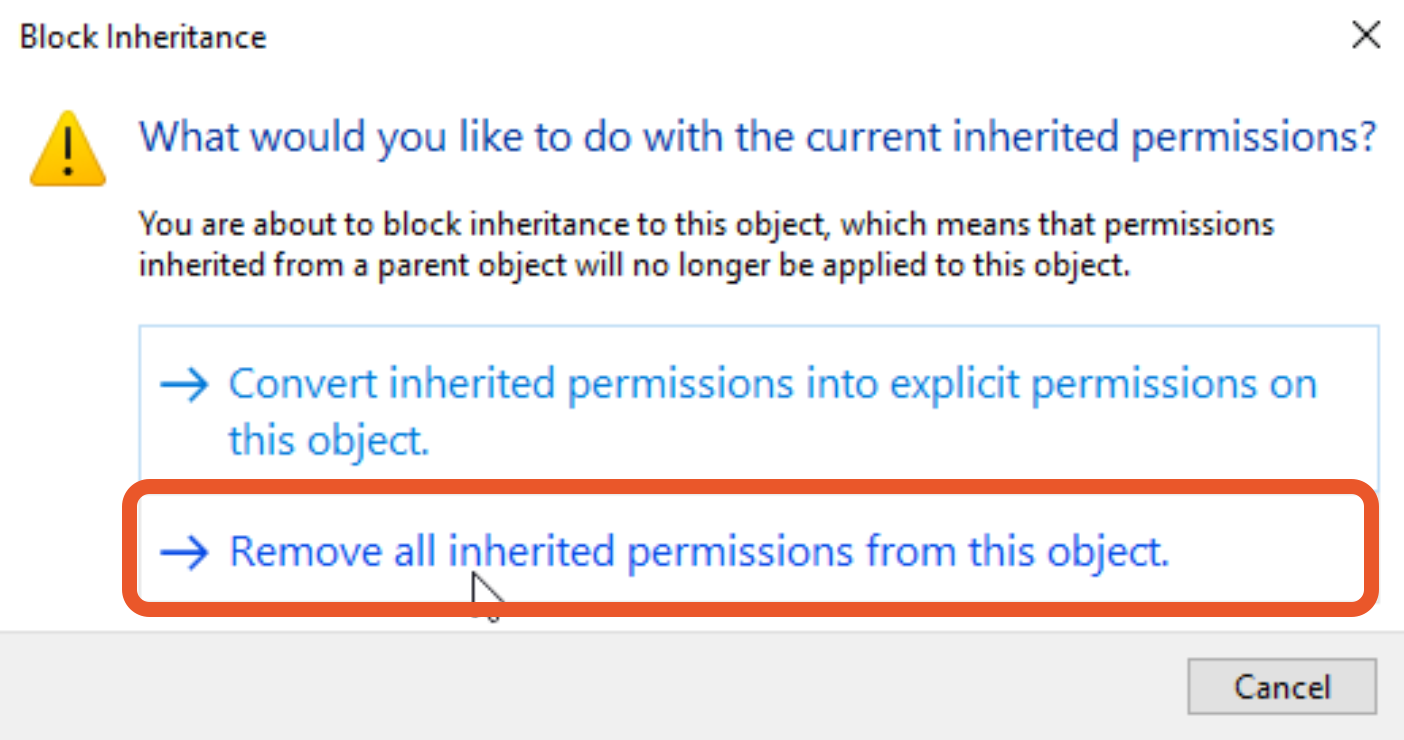 Block Inheritance
What would you like to do with the current inherited permissions?
You are about to block inheritance to this object, which means that permissions
inherited from a parent object will no longer be applied to this object.
Convert inherited permissions into explicit permissions on
this object.
Remove all inherited permissions from this object.
Cancel